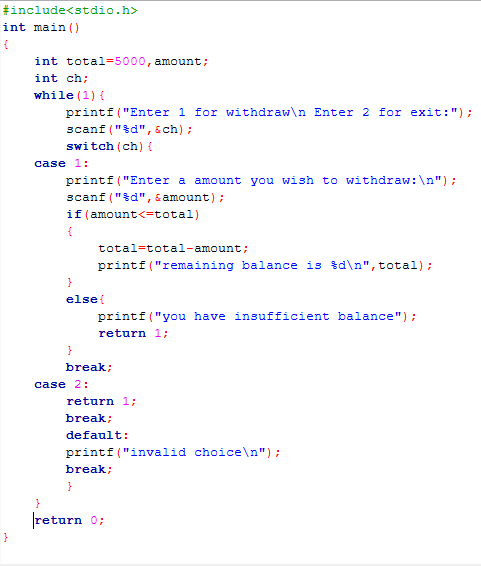 #include<stdio.h>
int main()
{
    int total=5000,amount;
    int ch;
    while(1){
        printf("Enter 1 for withdraw\n Enter 2 for exit:");
        scanf("%d",&ch);
        switch(ch){
    case 1:
        printf("Enter a amount you wish to withdraw:\n");
        scanf("%d",&amount);
        if(amount<=total)
        {
            total=total-amount;
            printf("remaining balance is %d\n",total);
        }
        else{
            printf("you have insufficient balance");
            return 1;
        }
        break;
    case 2:
        return 1;
        break;
        default:
        printf("invalid choice\n");
        break;
        }
    }
    return 0;
}